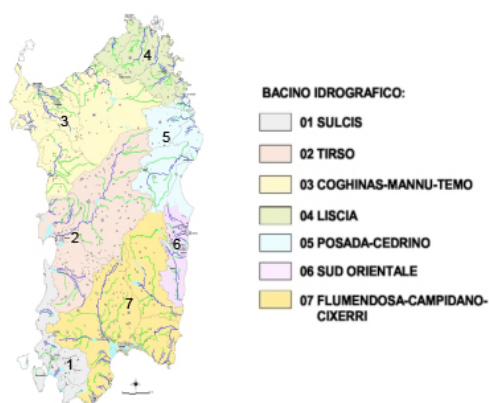 4
3
5
2
6
7
1
BACINO IDROGRAFICO:
01 SULCIS
02 TIRSO
03 COGHINAS-MANNU-TEMO
04 LISCIA
05 POSADA-CEDRINO
06 SUD ORIENTALE
07 FLUMENDOSA-CAMPIDANO-
CIXERRI